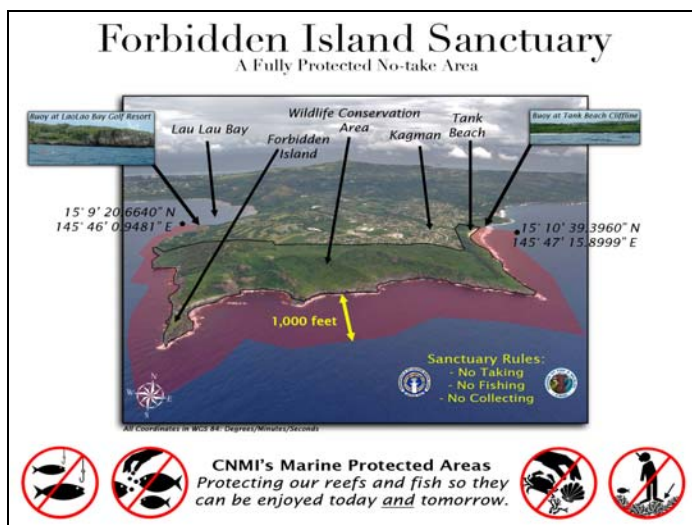 Forbidden Island Sanctuary
A Fully Protected No-take Area
Buoy at LaoLao Bay Golf Resort
Lau Lau Bay
Forbidden
Island
Wildlife Conservation
Area
Kagman
Tank
Beach
Buoy at Tank Beach Cliffline
15° 9' 20.6640" N
145° 46' 0.9481" E
15° 10' 39.3960" N
145° 47' 15.8999" E
1,000 feet
Sanctuary Rules:
- No Taking
- No Fishing
- No Collecting
N
W
E
S
All Coordinates in WGS 84: Degrees/Minutes/Seconds
CNMI's Marine Protected Areas
Protecting our reefs and fish so they
can be enjoyed today and tomorrow.